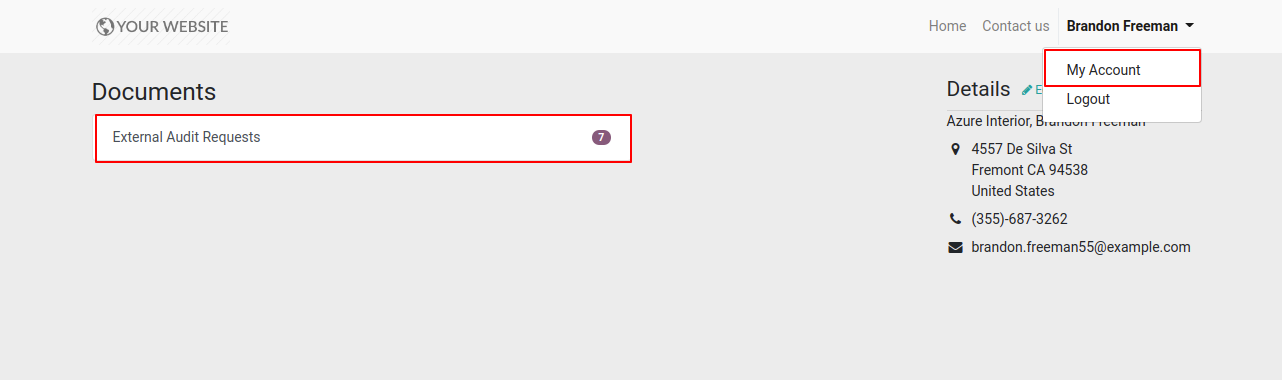 YOUR WEBSITE
Home
Contact us
Brandon Freeman
My Account
Logout
Documents
External Audit Requests
7
Details
E
Azure Interior, Brandon Freeman
4557 De Silva St
Fremont CA 94538
United States
(355)-687-3262
brandon.freeman55@example.com